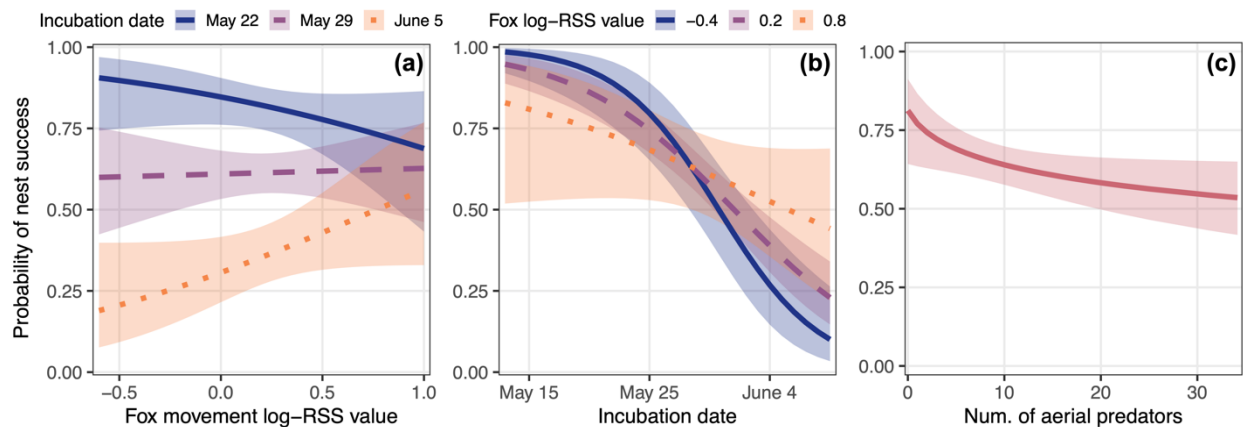 Incubation date May 22 May 29 June 5 Fox log−RSS value −0.4 0.2 0.8
(a) (b) (c)
Probability of nest success
1.00 1.00 1.00
0.75 0.75 0.75
0.50 0.50 0.50
0.25 0.25 0.25
0.00 0.00 0.00
−0.5 0.0 0.5 1.0 May 15 May 25 June 4 0 10 20 30
Fox movement log−RSS value Incubation date Num. of aerial predators